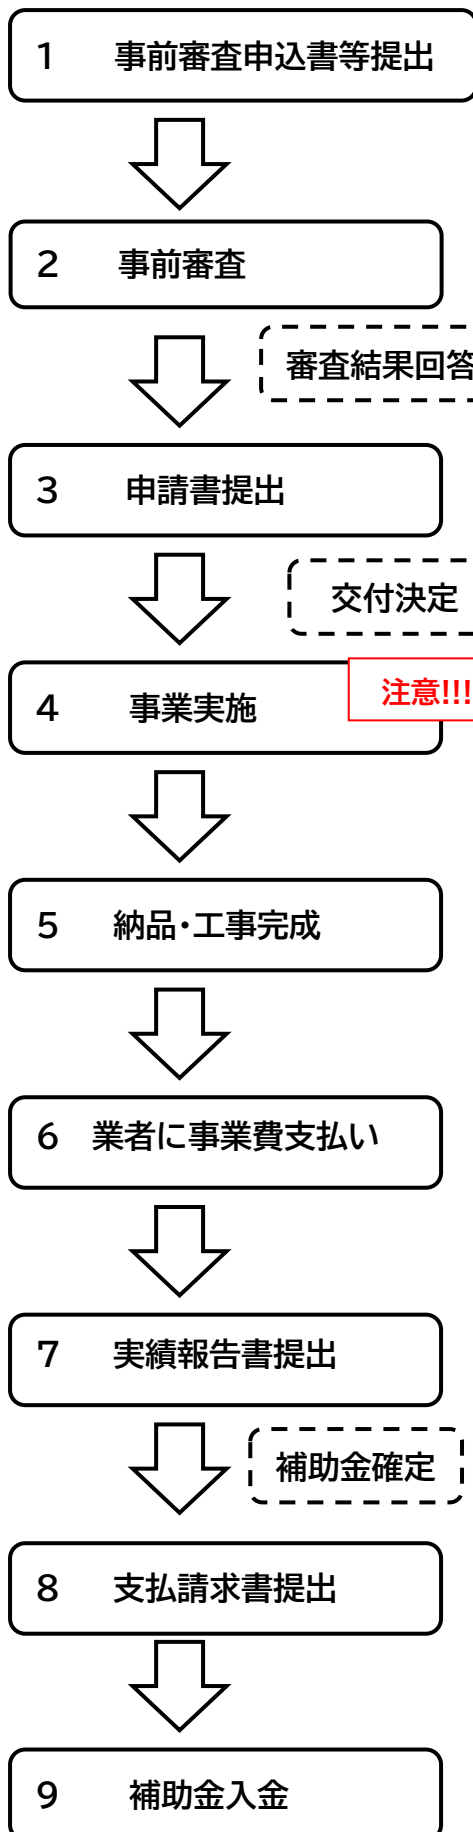 1 事前審査申込書等提出
2 事前審査
審査結果回答
3 申請書提出
交付決定
注意!!!
4 事業実施
5 納品・工事完成
6 業者に事業費支払い
7 実績報告書提出
補助金確定
8 支払請求書提出
9 補助金入金